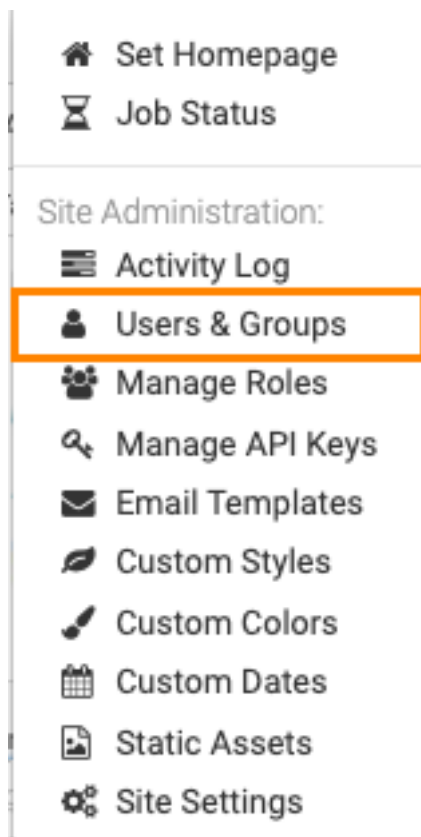 Set Homepage
Job Status
Site Administration:
Activity Log
Users & Groups
Manage Roles
Manage API Keys
Email Templates
Custom Styles
Custom Colors
Custom Dates
Static Assets
Site Settings